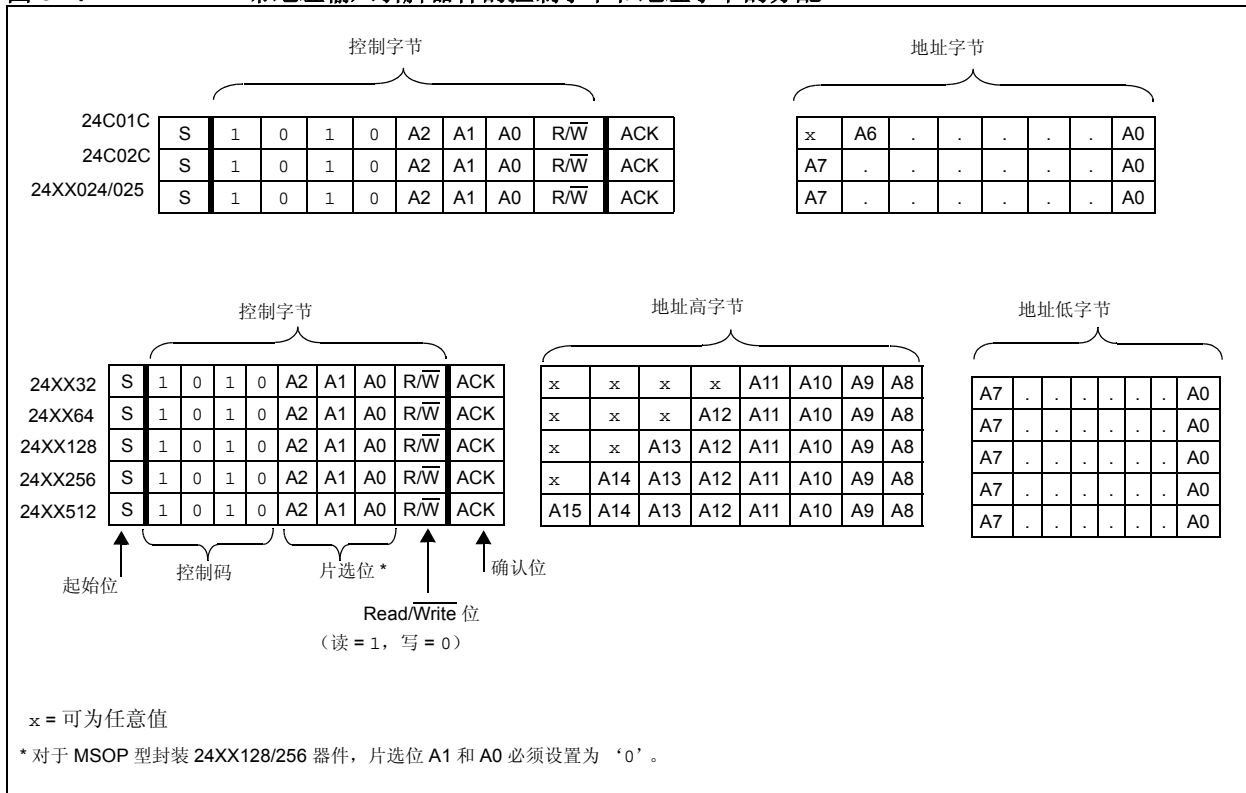 控制字节
地址字节
24C01C S 1 0 1 0 A2 A1 A0 R/W ACK x A6 . . . . . A0
24C02C S 1 0 1 0 A2 A1 A0 R/W ACK A7 . . . . . . A0
24XX024/025 S 1 0 1 0 A2 A1 A0 R/W ACK A7 . . . . . . A0
控制字节
地址高字节
地址低字节
24XX32 S 1 0 1 0 A2 A1 A0 R/W ACK x x x x A11 A10 A9 A8 A7 . . . . . . A0
24XX64 S 1 0 1 0 A2 A1 A0 R/W ACK x x x A12 A11 A10 A9 A8 A7 . . . . . . A0
24XX128 S 1 0 1 0 A2 A1 A0 R/W ACK x x A13 A12 A11 A10 A9 A8 A7 . . . . . . A0
24XX256 S 1 0 1 0 A2 A1 A0 R/W ACK x A14 A13 A12 A11 A10 A9 A8 A7 . . . . . . A0
24XX512 S 1 0 1 0 A2 A1 A0 R/W ACK A15 A14 A13 A12 A11 A10 A9 A8 A7 . . . . . . A0
起始位
控制码
片选位 *
确认位
Read/Write 位
（读 = 1，写 = 0）
x = 可为任意值
* 对于 MSOP 型封装 24XX128/256 器件，片选位 A1 和 A0 必须设置为 ‘0’。